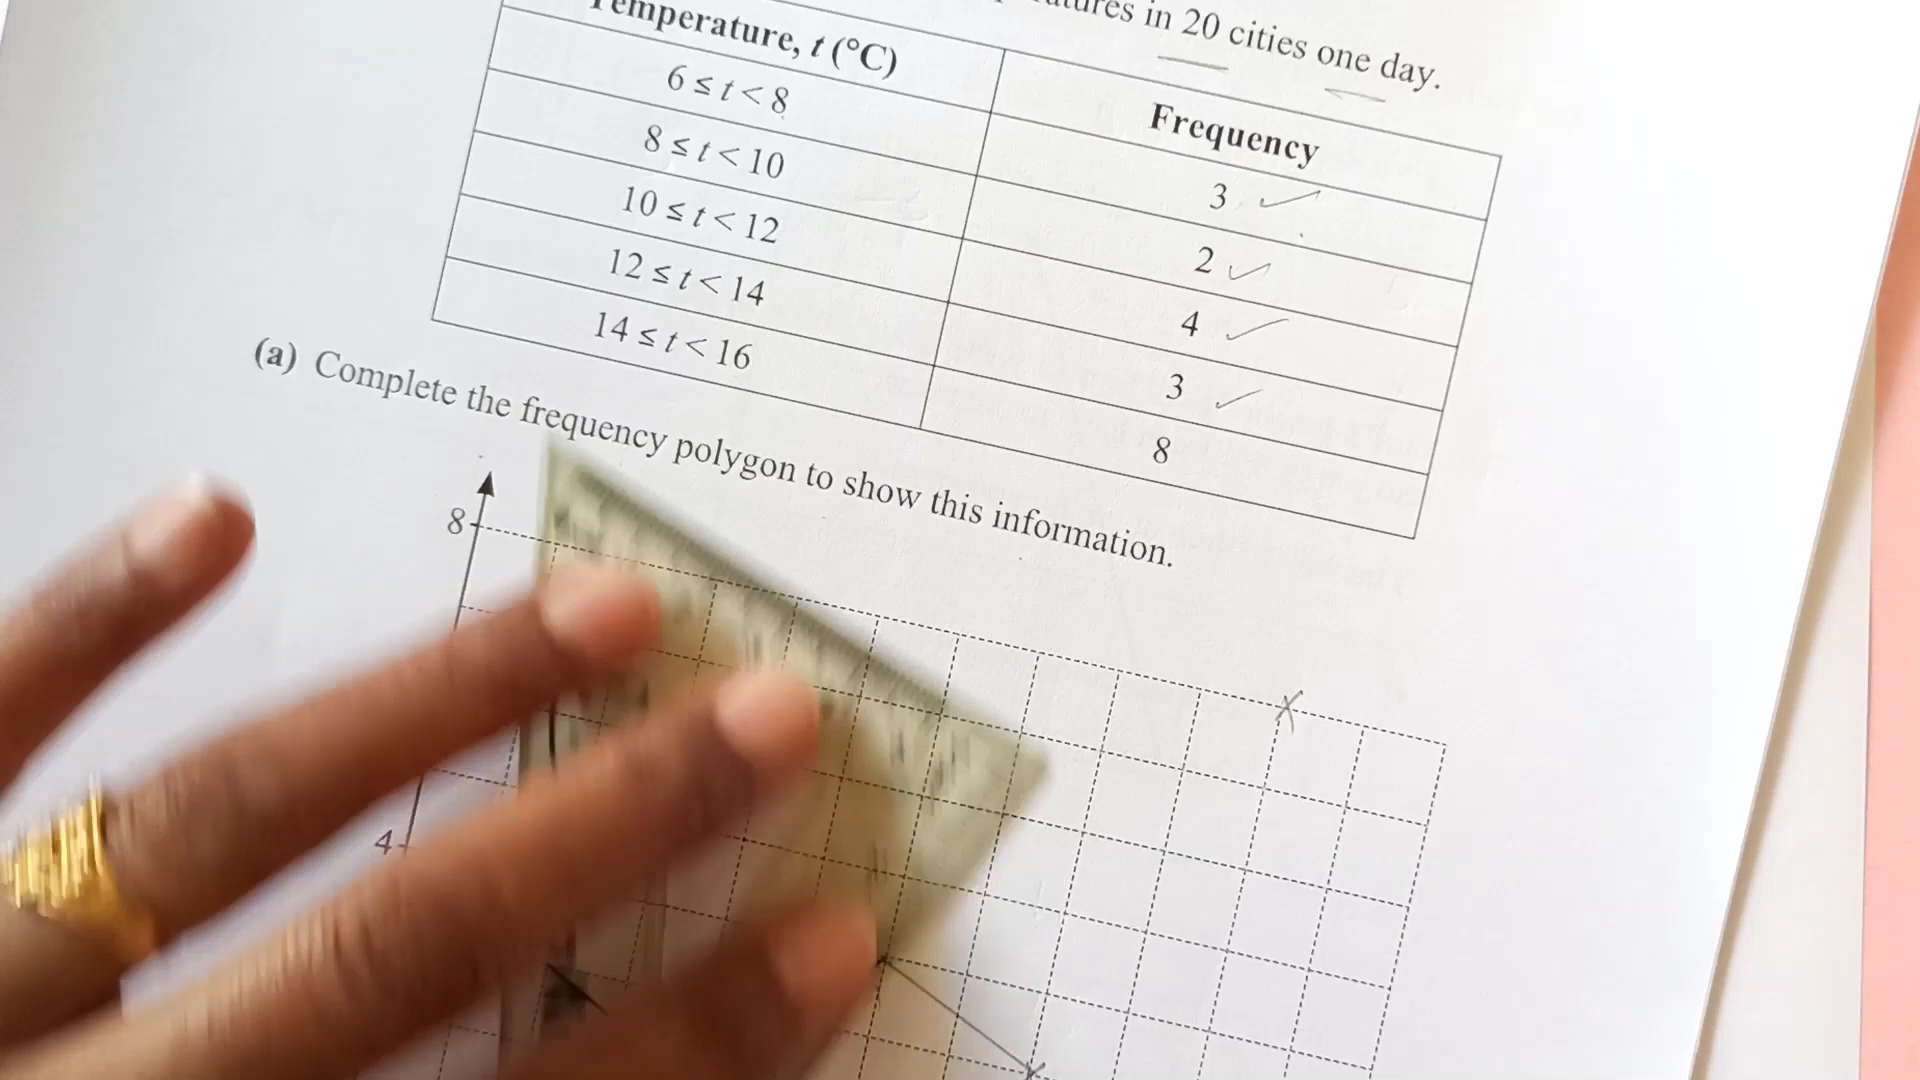 in 20 cities one day.
Temperature, t (°C)
Frequency
6 ≤ t < 8
3
8 ≤ t < 10
2
10 ≤ t < 12
4
12 ≤ t < 14
3
14 ≤ t < 16
8
(a) Complete the frequency polygon to show this information.
8
4